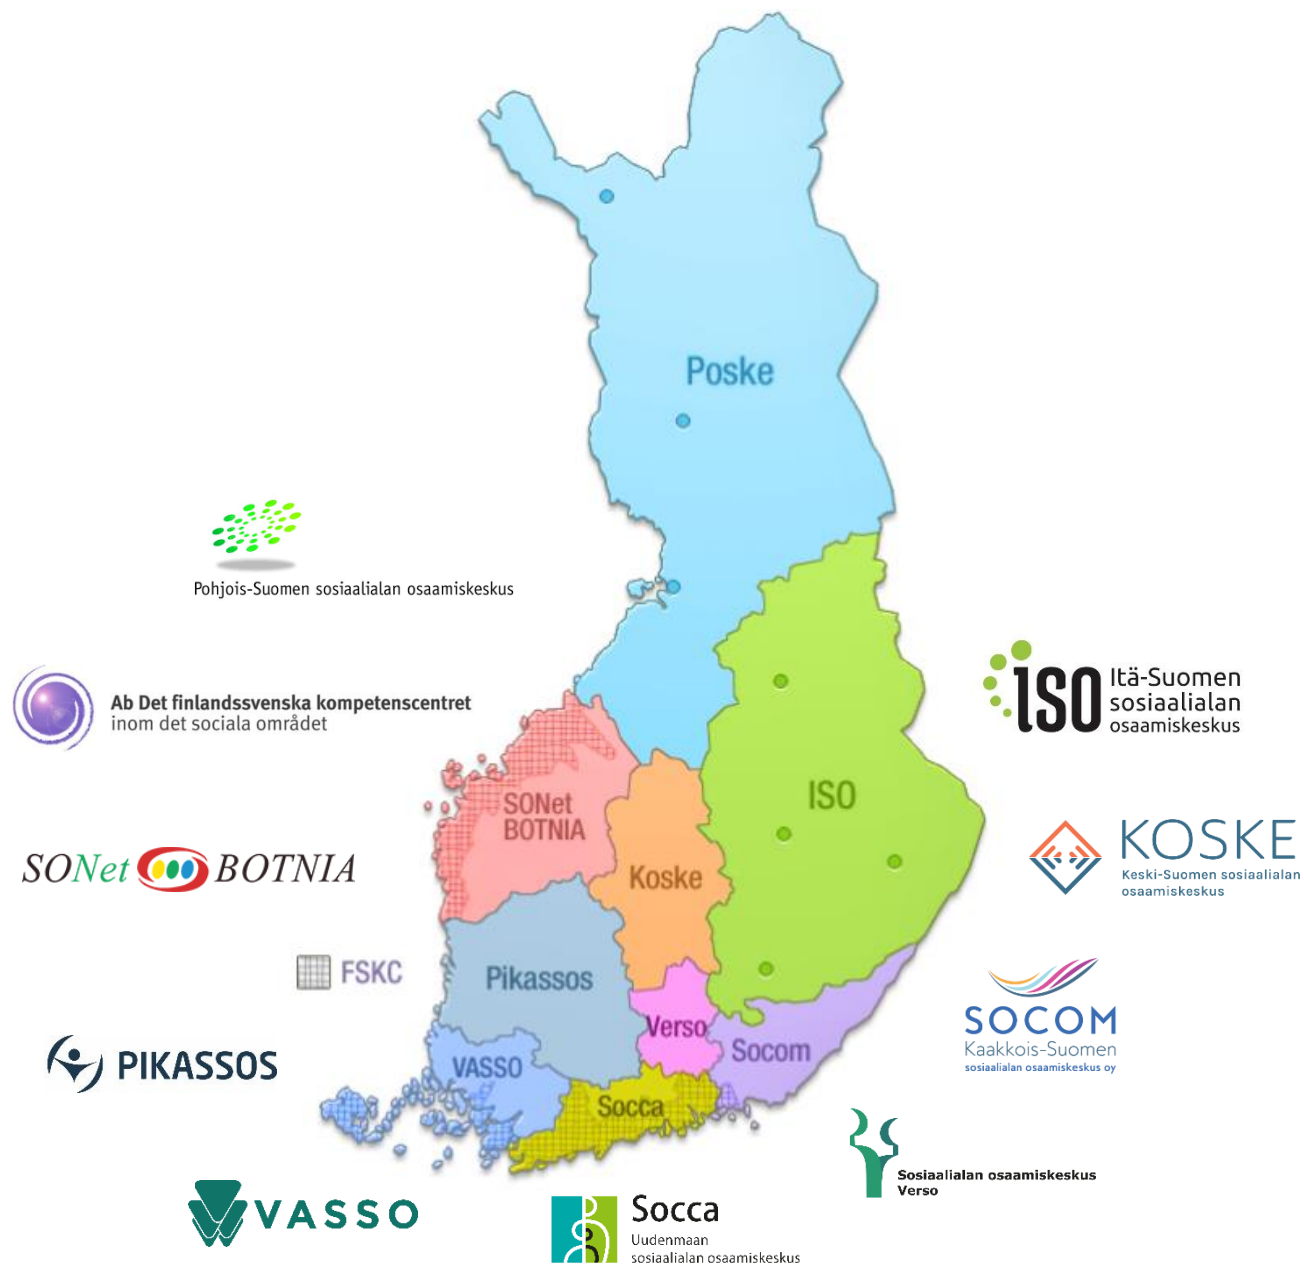 Poske
Pohjois-Suomen sosiaalialan osaamiskeskus
Ab Det finlandssvenska kompetenscentret
inom det sociala området
iSO
Itä-Suomen
sosiaalialan
osaamiskeskus
SONet
BOTNIA
ISO
SONet BOTNIA
Koske
KOSKE
Keski-Suomen sosiaalialan
osaamiskeskus
FSKC
Pikassos
Verso
Socom
SOCOM
Kaakkois-Suomen
sosiaalialan osaamiskeskus oy
PIKASSOS
VASSO
Socca
Sosiaalialan osaamiskeskus
Verso
VASSO
Socca
Uudenmaan
sosiaalialan osaamiskeskus